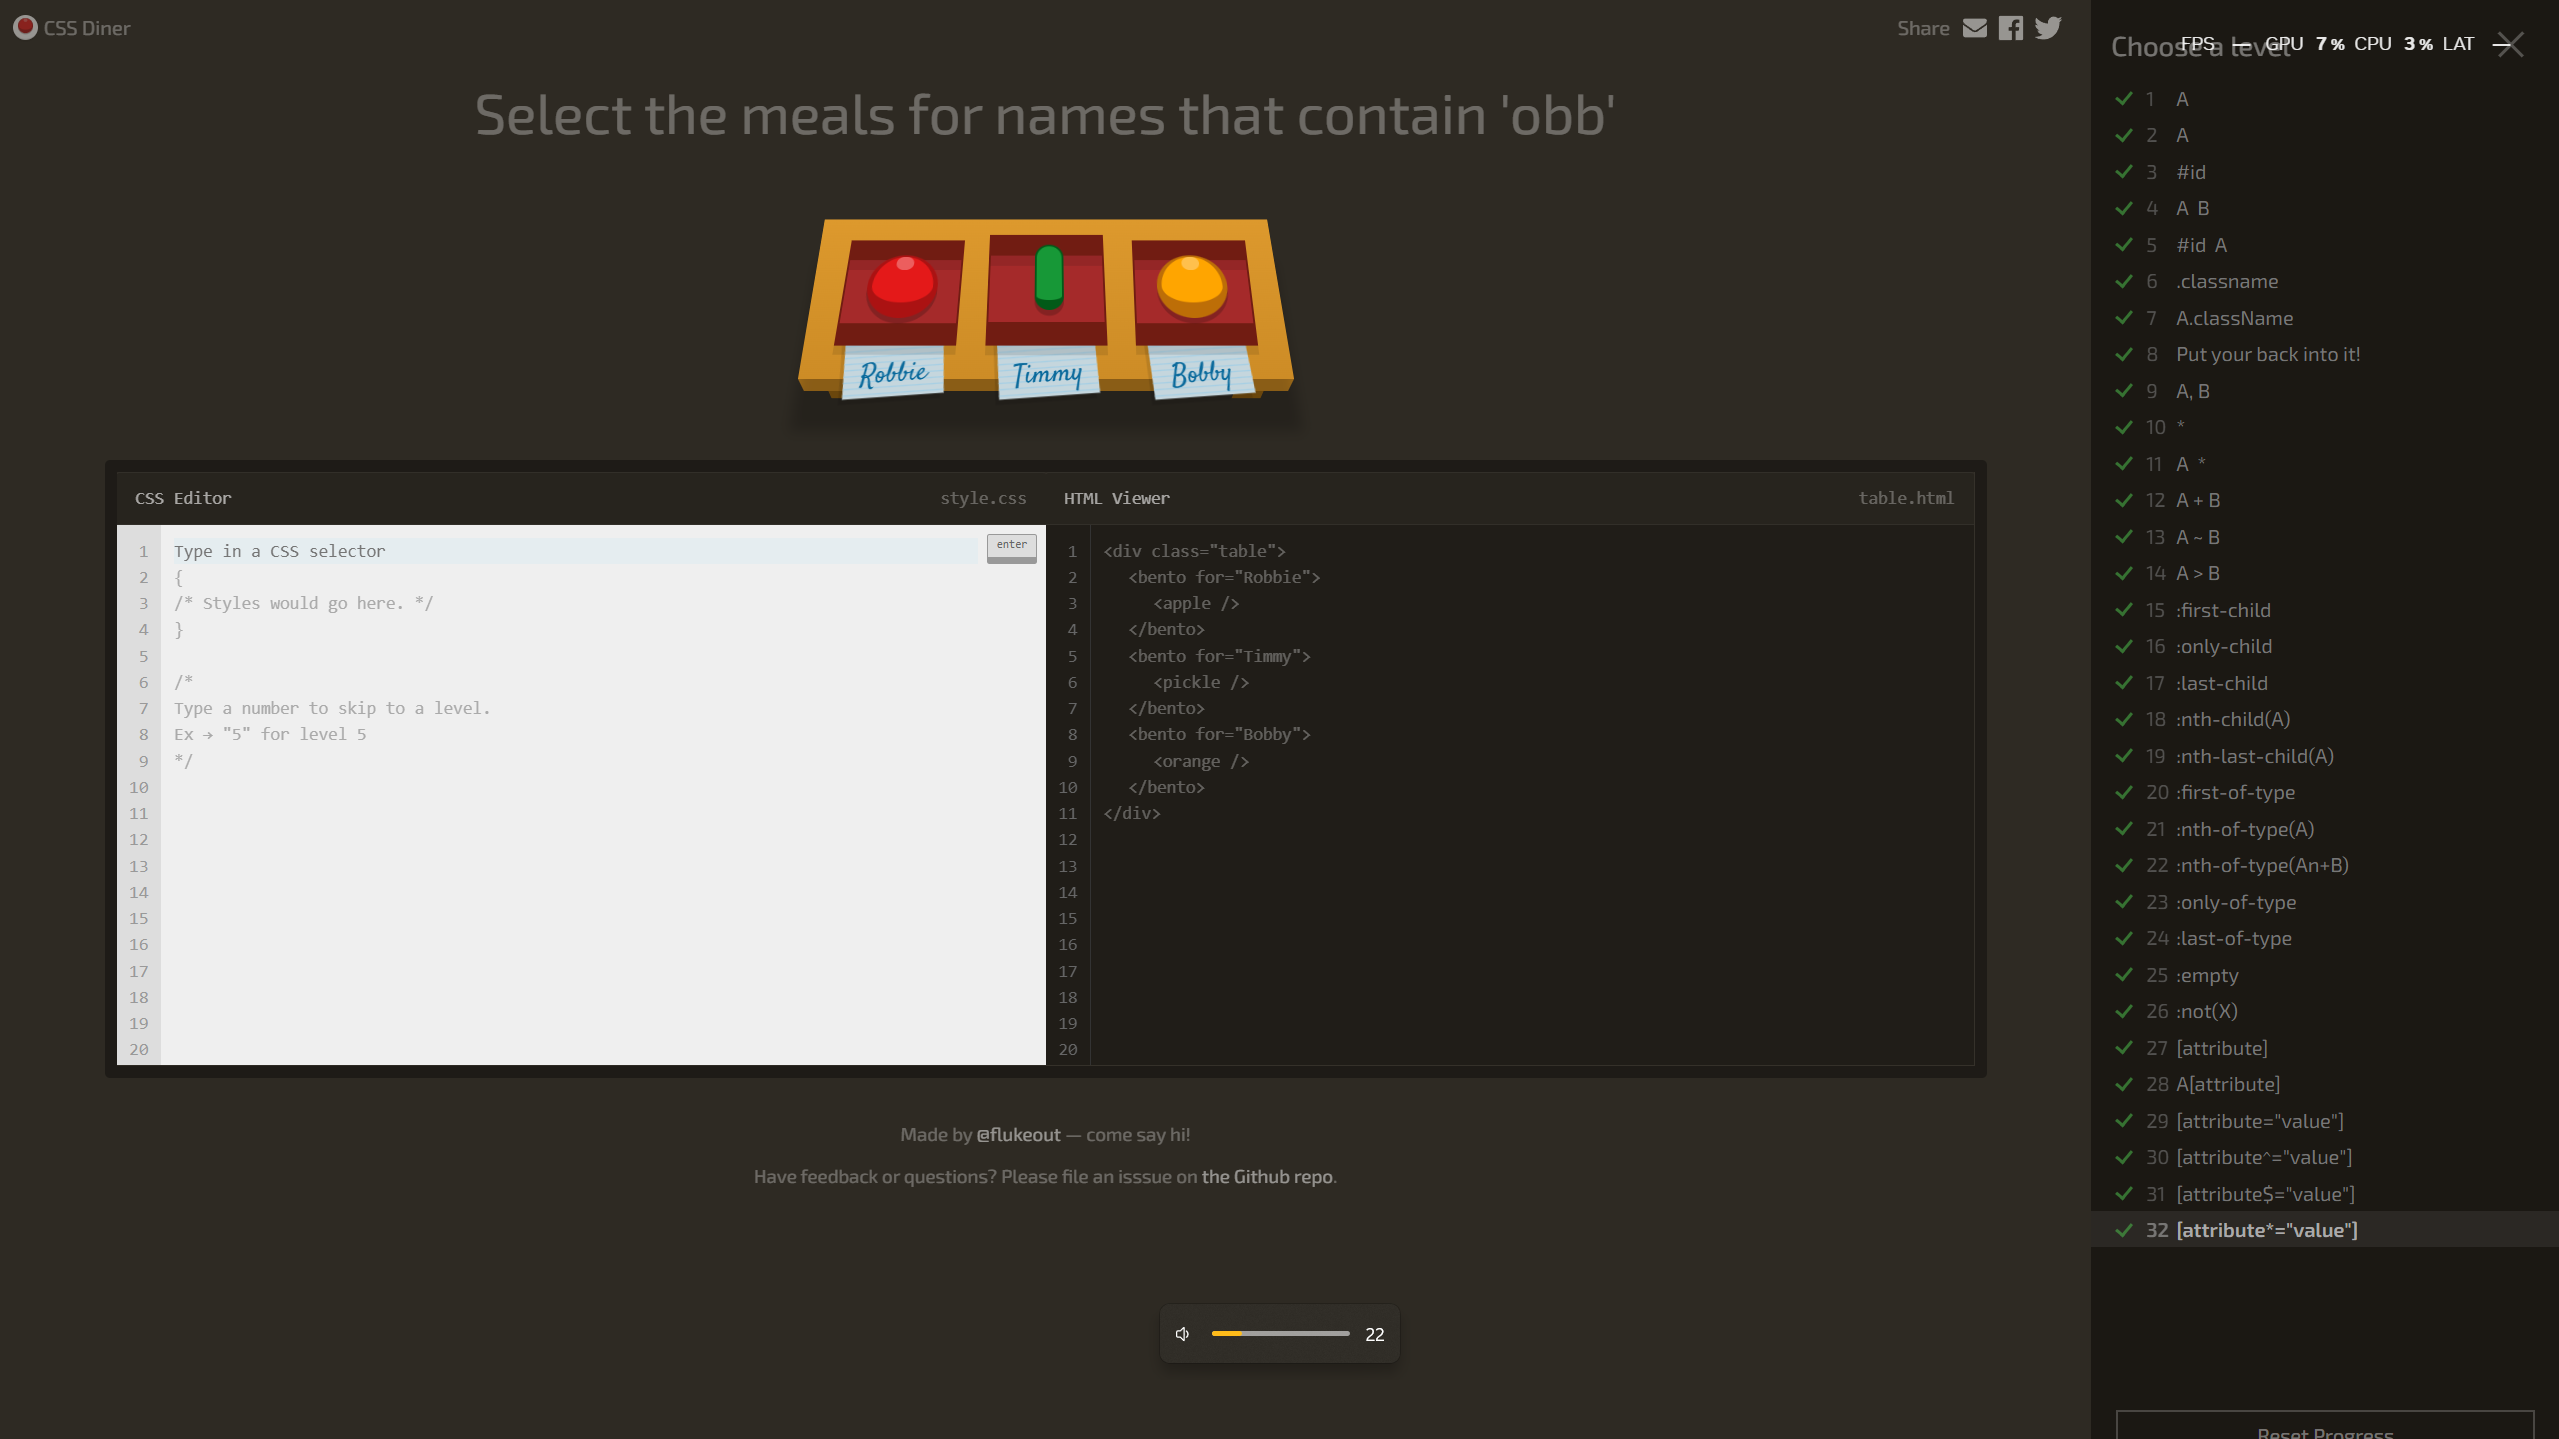 CSS Diner
Share
Select the meals for names that contain 'obb'
Robbie
Timmy
Bobby
CSS Editor
style.css
1 Type in a CSS selector
enter
2 {
3 /* Styles would go here. */
4 }
5
6 /*
7 Type a number to skip to a level.
8 Ex → "5" for level 5
9 */
10
11
12
13
14
15
16
17
18
19
20
HTML Viewer
table.html
1 <div class="table">
2 <bento for="Robbie">
3 <apple />
4 </bento>
5 <bento for="Timmy">
6 <pickle />
7 </bento>
8 <bento for="Bobby">
9 <orange />
10 </bento>
11 </div>
12
13
14
15
16
17
18
19
20
Made by @flukeout — come say hi!
Have feedback or questions? Please file an isssue on the Github repo.
22
Choose a level
FPS — GPU 7 % CPU 3 % LAT —
1 A
2 A
3 #id
4 A B
5 #id A
6 .classname
7 A.className
8 Put your back into it!
9 A, B
10 *
11 A *
12 A + B
13 A ~ B
14 A > B
15 :first-child
16 :only-child
17 :last-child
18 :nth-child(A)
19 :nth-last-child(A)
20 :first-of-type
21 :nth-of-type(A)
22 :nth-of-type(An+B)
23 :only-of-type
24 :last-of-type
25 :empty
26 :not(X)
27 [attribute]
28 A[attribute]
29 [attribute="value"]
30 [attribute^="value"]
31 [attribute$="value"]
32 [attribute*="value"]
Reset Progress